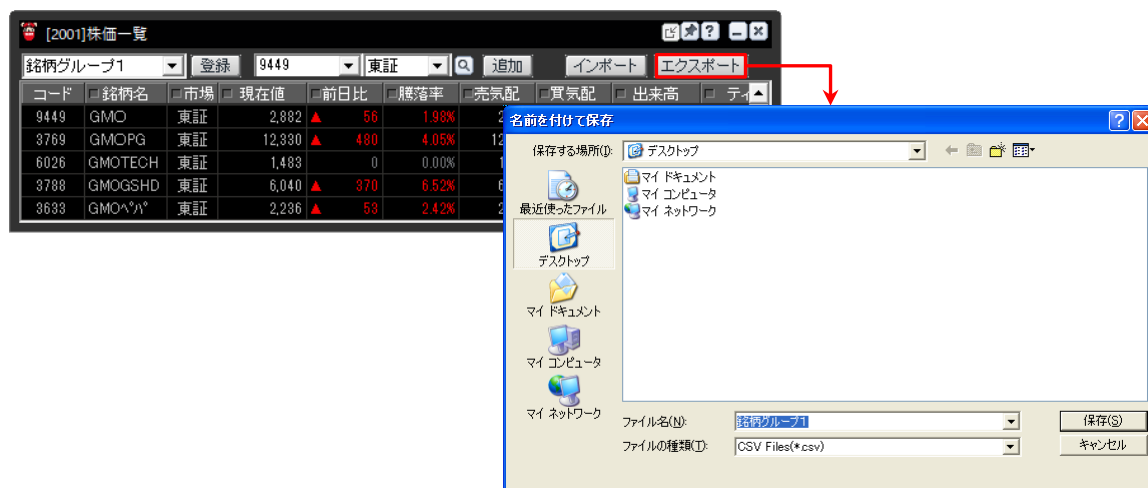 [2001]株価一覧
銘柄グループ1 登録 9449 東証 追加 インポート エクスポート
コード 銘柄名 市場 現在値 前日比 騰落率 売気配 買気配 出来高 ティ
9449 GMO 東証 2,882 ▲ 56 1.98% 2
3769 GMOPG 東証 12,330 ▲ 480 4.05% 12
6026 GMOTECH 東証 1,483 0 0.00% 1
3788 GMOGSHD 東証 6,040 ▲ 370 6.52% 6
3633 GMOペパボ 東証 2,236 ▲ 53 2.42% 2
名前を付けて保存
保存する場所(I): デスクトップ
マイ ドキュメント
マイ コンピュータ
マイ ネットワーク
最近使ったファイル
デスクトップ
マイ ドキュメント
マイ コンピュータ
マイ ネットワーク
ファイル名(N): 銘柄グループ1 保存(S)
ファイルの種類(T): CSV Files(*.csv) キャンセル